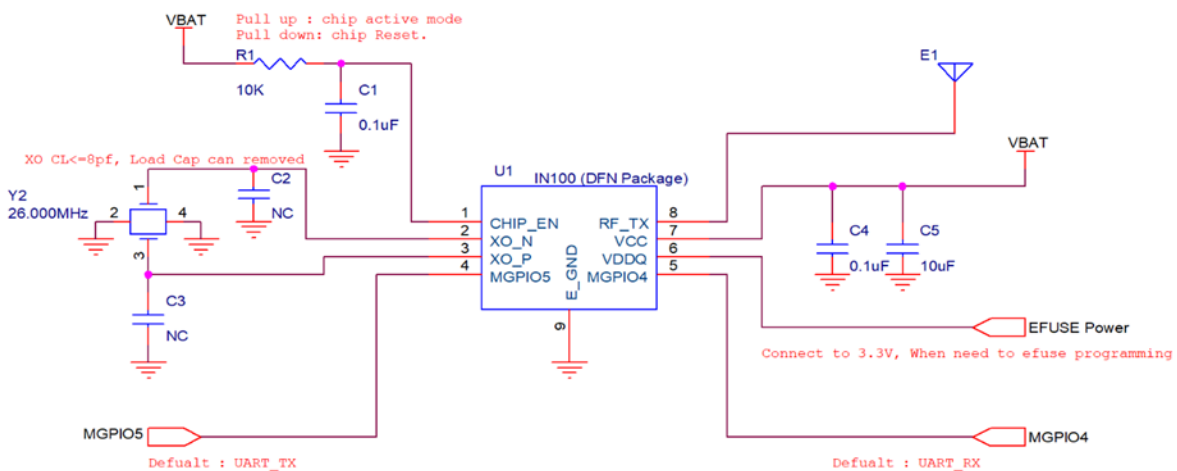 VBAT
Pull up : chip active mode
Pull down: chip Reset.
R1
10K
C1
0.1uF
E1
VBAT
XO CL<=8pf, Load Cap can removed
Y2
26.000MHz
1
2
4
3
C2
NC
C3
NC
U1
IN100 (DFN Package)
1
CHIP_EN
RF_TX
8
2
XO_N
VCC
7
3
XO_P
VDDQ
6
4
MGPIO5
MGPIO4
5
E_GND
9
C4
0.1uF
C5
10uF
EFUSE Power
Connect to 3.3V, When need to efuse programming
MGPIO5
Defualt : UART_TX
MGPIO4
Defualt : UART_RX